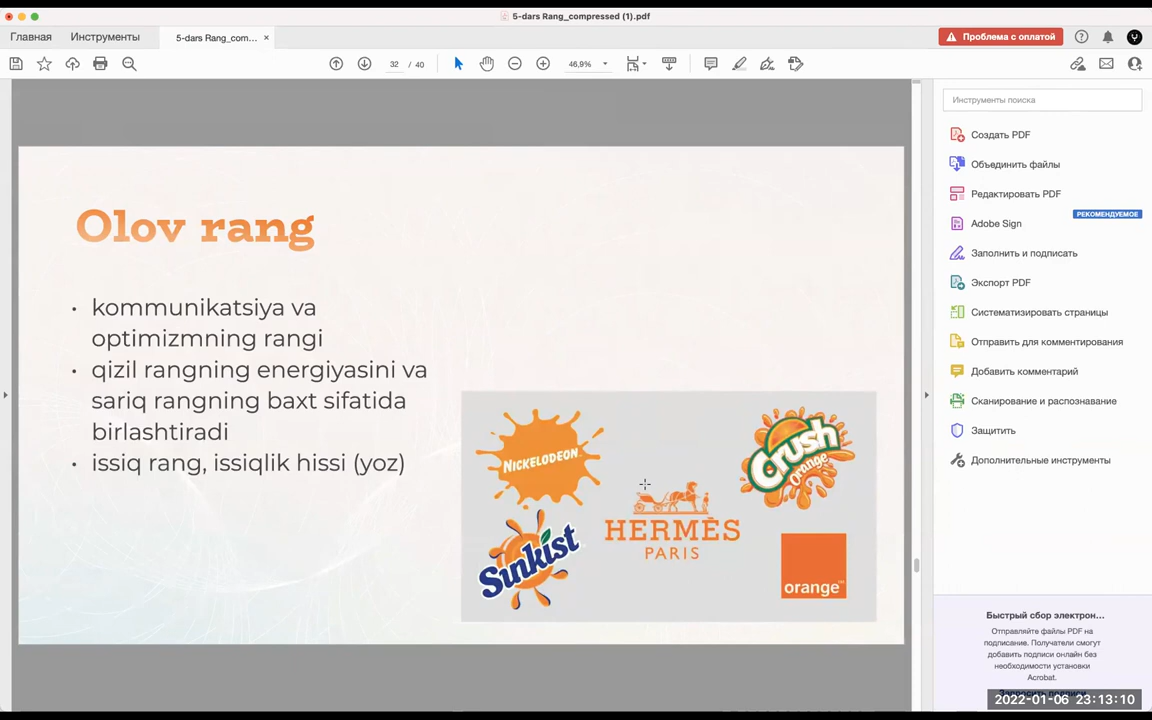 5-dars Rang_compressed (1).pdf
Главная
Инструменты
5-dars Rang_com...
Проблема с оплатой
32 / 40
46,9%
Инструменты поиска
Создать PDF
Объединить файлы
Редактировать PDF
РЕКОМЕНДУЕМОЕ
Adobe Sign
Заполнить и подписать
Экспорт PDF
Систематизировать страницы
Отправить для комментирования
Добавить комментарий
Сканирование и распознавание
Защитить
Дополнительные инструменты
Olov rang
• kommunikatsiya va
optimizmning rangi
• qizil rangning energiyasini va
sariq rangning baxt sifatida
birlashtiradi
• issiq rang, issiqlik hissi (yoz)
NICKELODEON
Crush
Orange
HERMÈS
PARIS
Sunkist
orange™
Быстрый сбор электрон...
Отправляйте файлы PDF на
подписание. Получатели смогут
добавить подписи онлайн без
необходимости установки
Acrobat.
Запросить подписи
2022-01-06 23:13:10